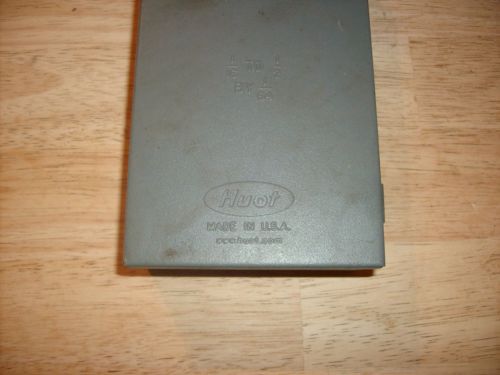 1/16 TO 1/2
BY 1/64
Huot
MADE IN U.S.A.
www.huot.com